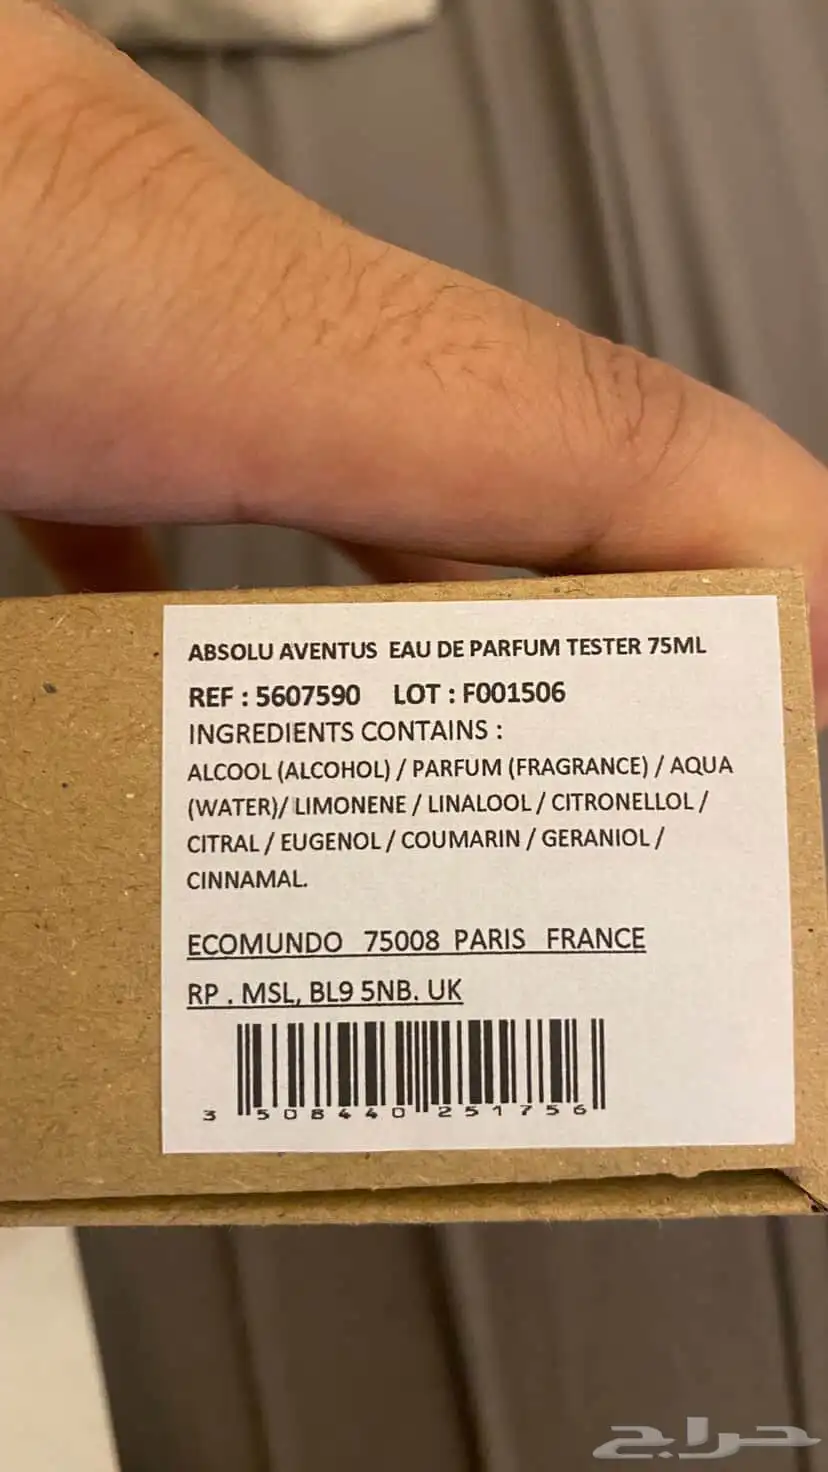 ABSOLU AVENTUS EAU DE PARFUM TESTER 75ML
REF : 5607590 LOT : F001506
INGREDIENTS CONTAINS :
ALCOOL (ALCOHOL) / PARFUM (FRAGRANCE) / AQUA
(WATER)/ LIMONENE / LINALOOL / CITRONELLOL /
CITRAL / EUGENOL / COUMARIN / GERANIOL /
CINNAMAL.
ECOMUNDO 75008 PARIS FRANCE
RP . MSL, BL9 5NB. UK
3 508440 251756
حراج